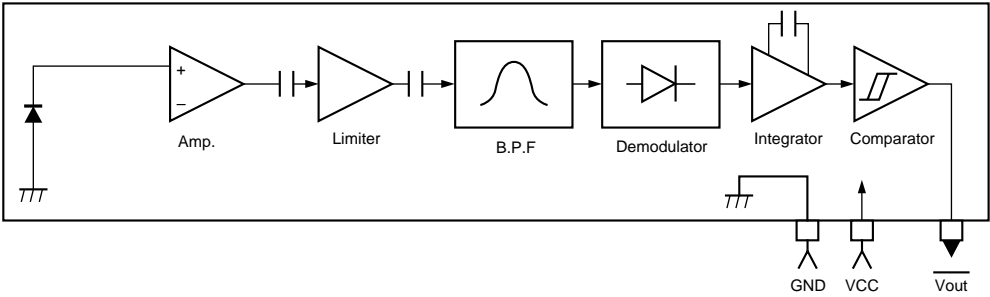 +
−
Amp.
Limiter
B.P.F
Demodulator
Integrator
Comparator
GND
VCC
Vout